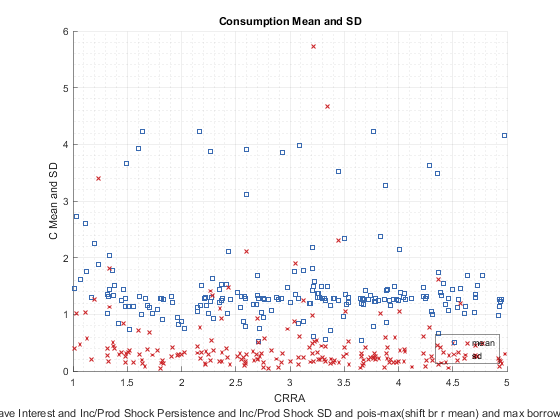 Consumption Mean and SD
6
5
4
3
2
1
0
C Mean and SD
1 1.5 2 2.5 3 3.5 4 4.5 5
CRRA
mean
sd
ave Interest and Inc/Prod Shock Persistence and Inc/Prod Shock SD and pois-max(shift br r mean) and max borrow